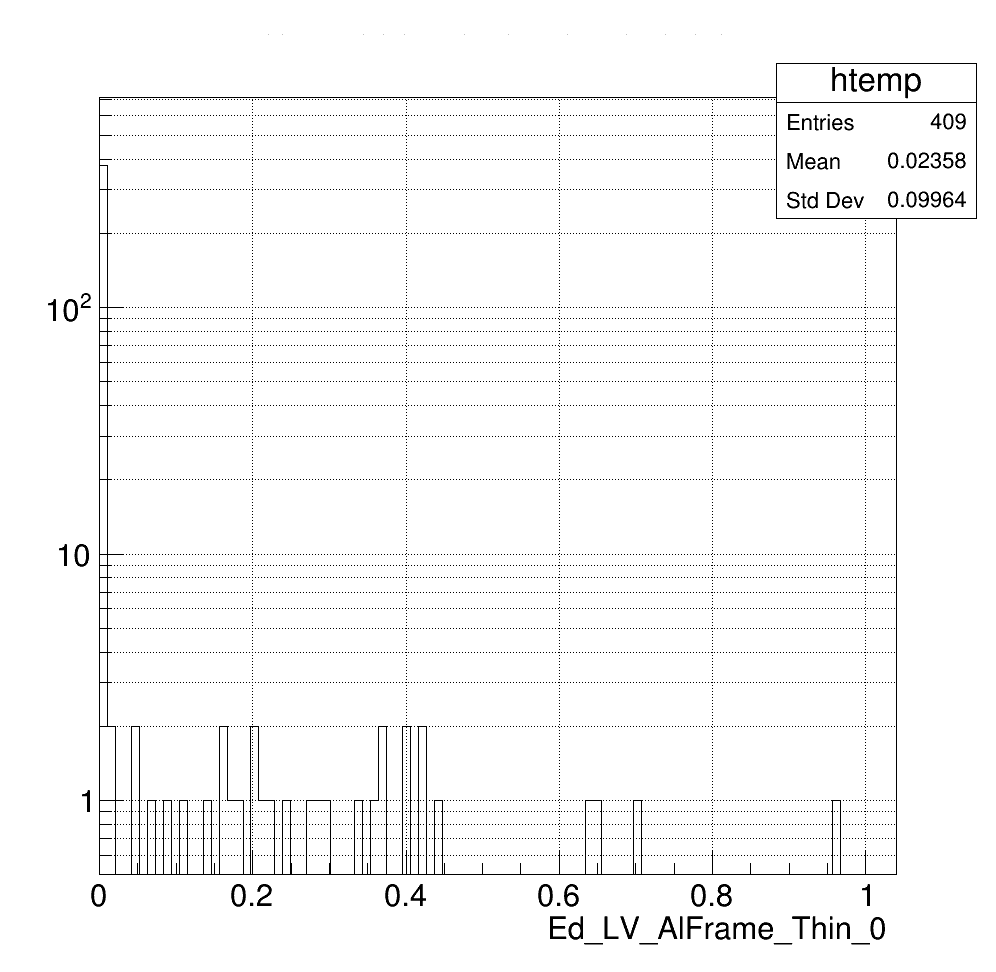 htemp
Entries 409
Mean 0.02358
Std Dev 0.09964
10²
10
1
0 0.2 0.4 0.6 0.8 1
Ed_LV_AlFrame_Thin_0